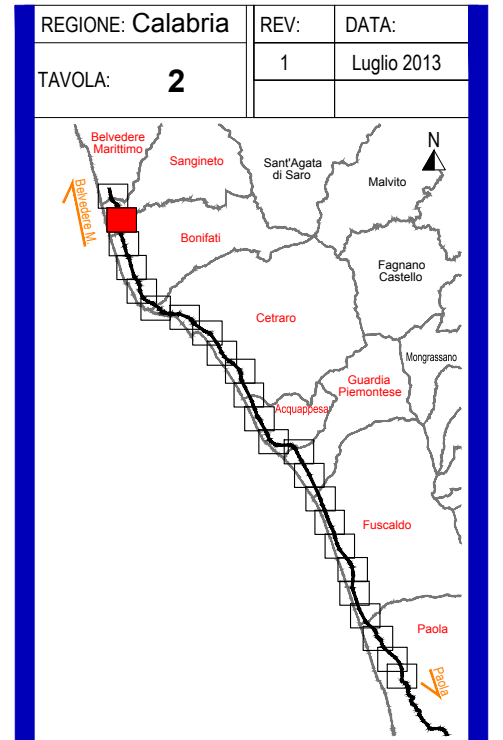 REGIONE: Calabria
REV:
DATA:
TAVOLA: 2
1
Luglio 2013
Belvedere
Marittimo
Sangineto
Sant'Agata
di Saro
N
Malvito
Belvedere M.
Bonifati
Fagnano
Castello
Cetraro
Mongrassano
Guardia
Piemontese
Acquappesa
Fuscaldo
Paola
Paola